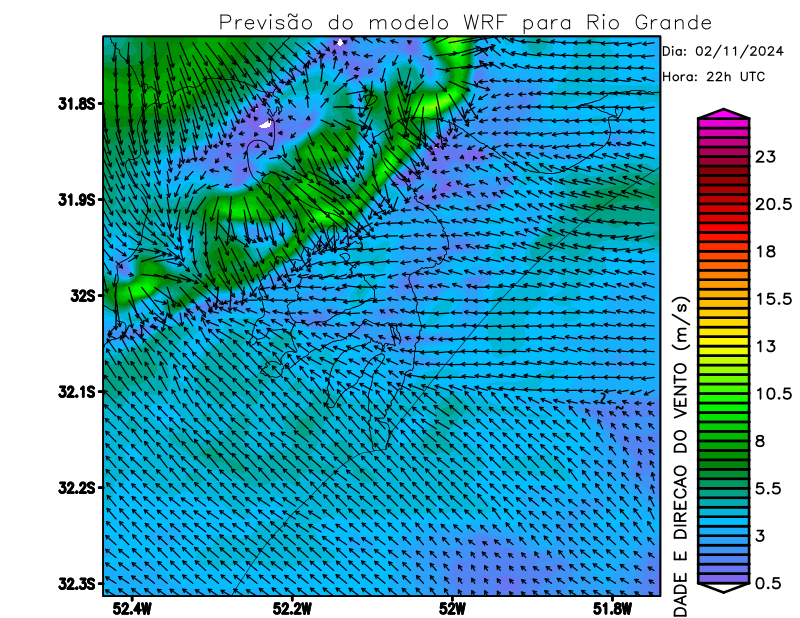 Previsão do modelo WRF para Rio Grande
Dia: 02/11/2024
Hora: 22h UTC
31.8S
31.9S
32S
32.1S
32.2S
32.3S
52.4W
52.2W
52W
51.8W
DADE E DIRECAO DO VENTO (m/s)
23
20.5
18
15.5
13
10.5
8
5.5
3
0.5